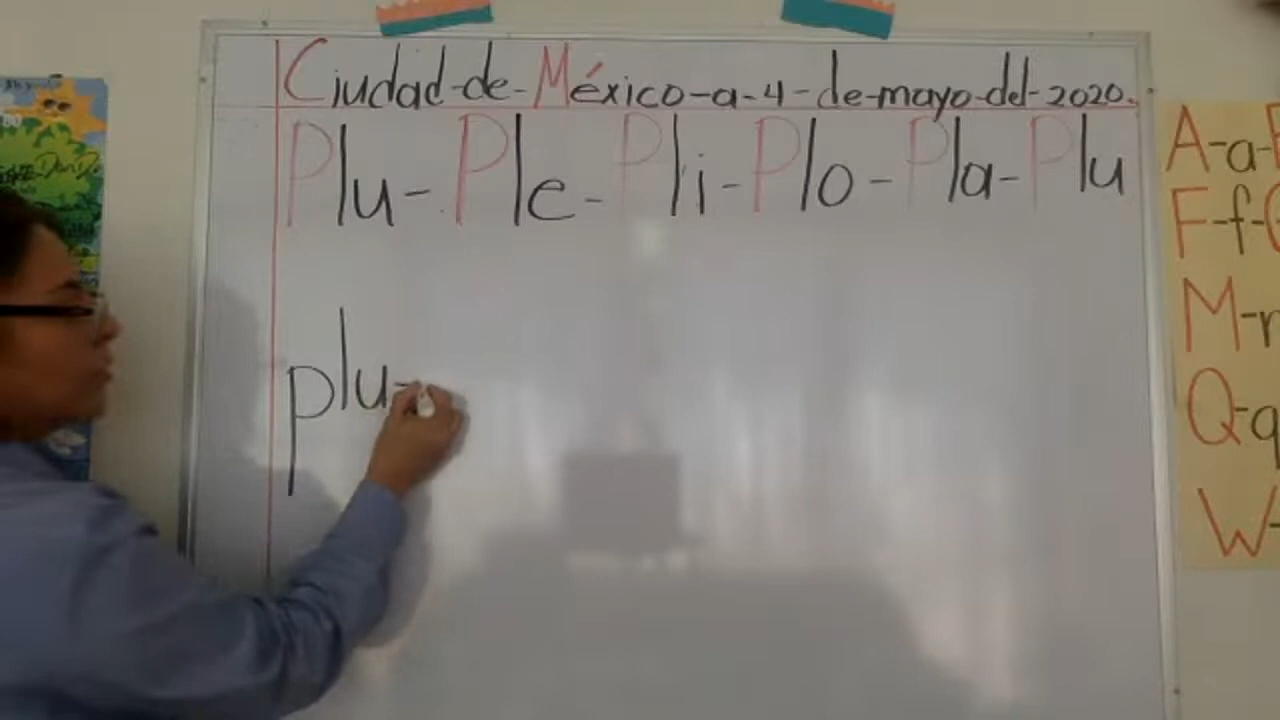 Ciudad-de-México-a-4-de-mayo-del-2020.
Plu-Ple-Pli-Plo-Pla-Plu
plu-
A-a-
F-f-
M-
Q-q
W-